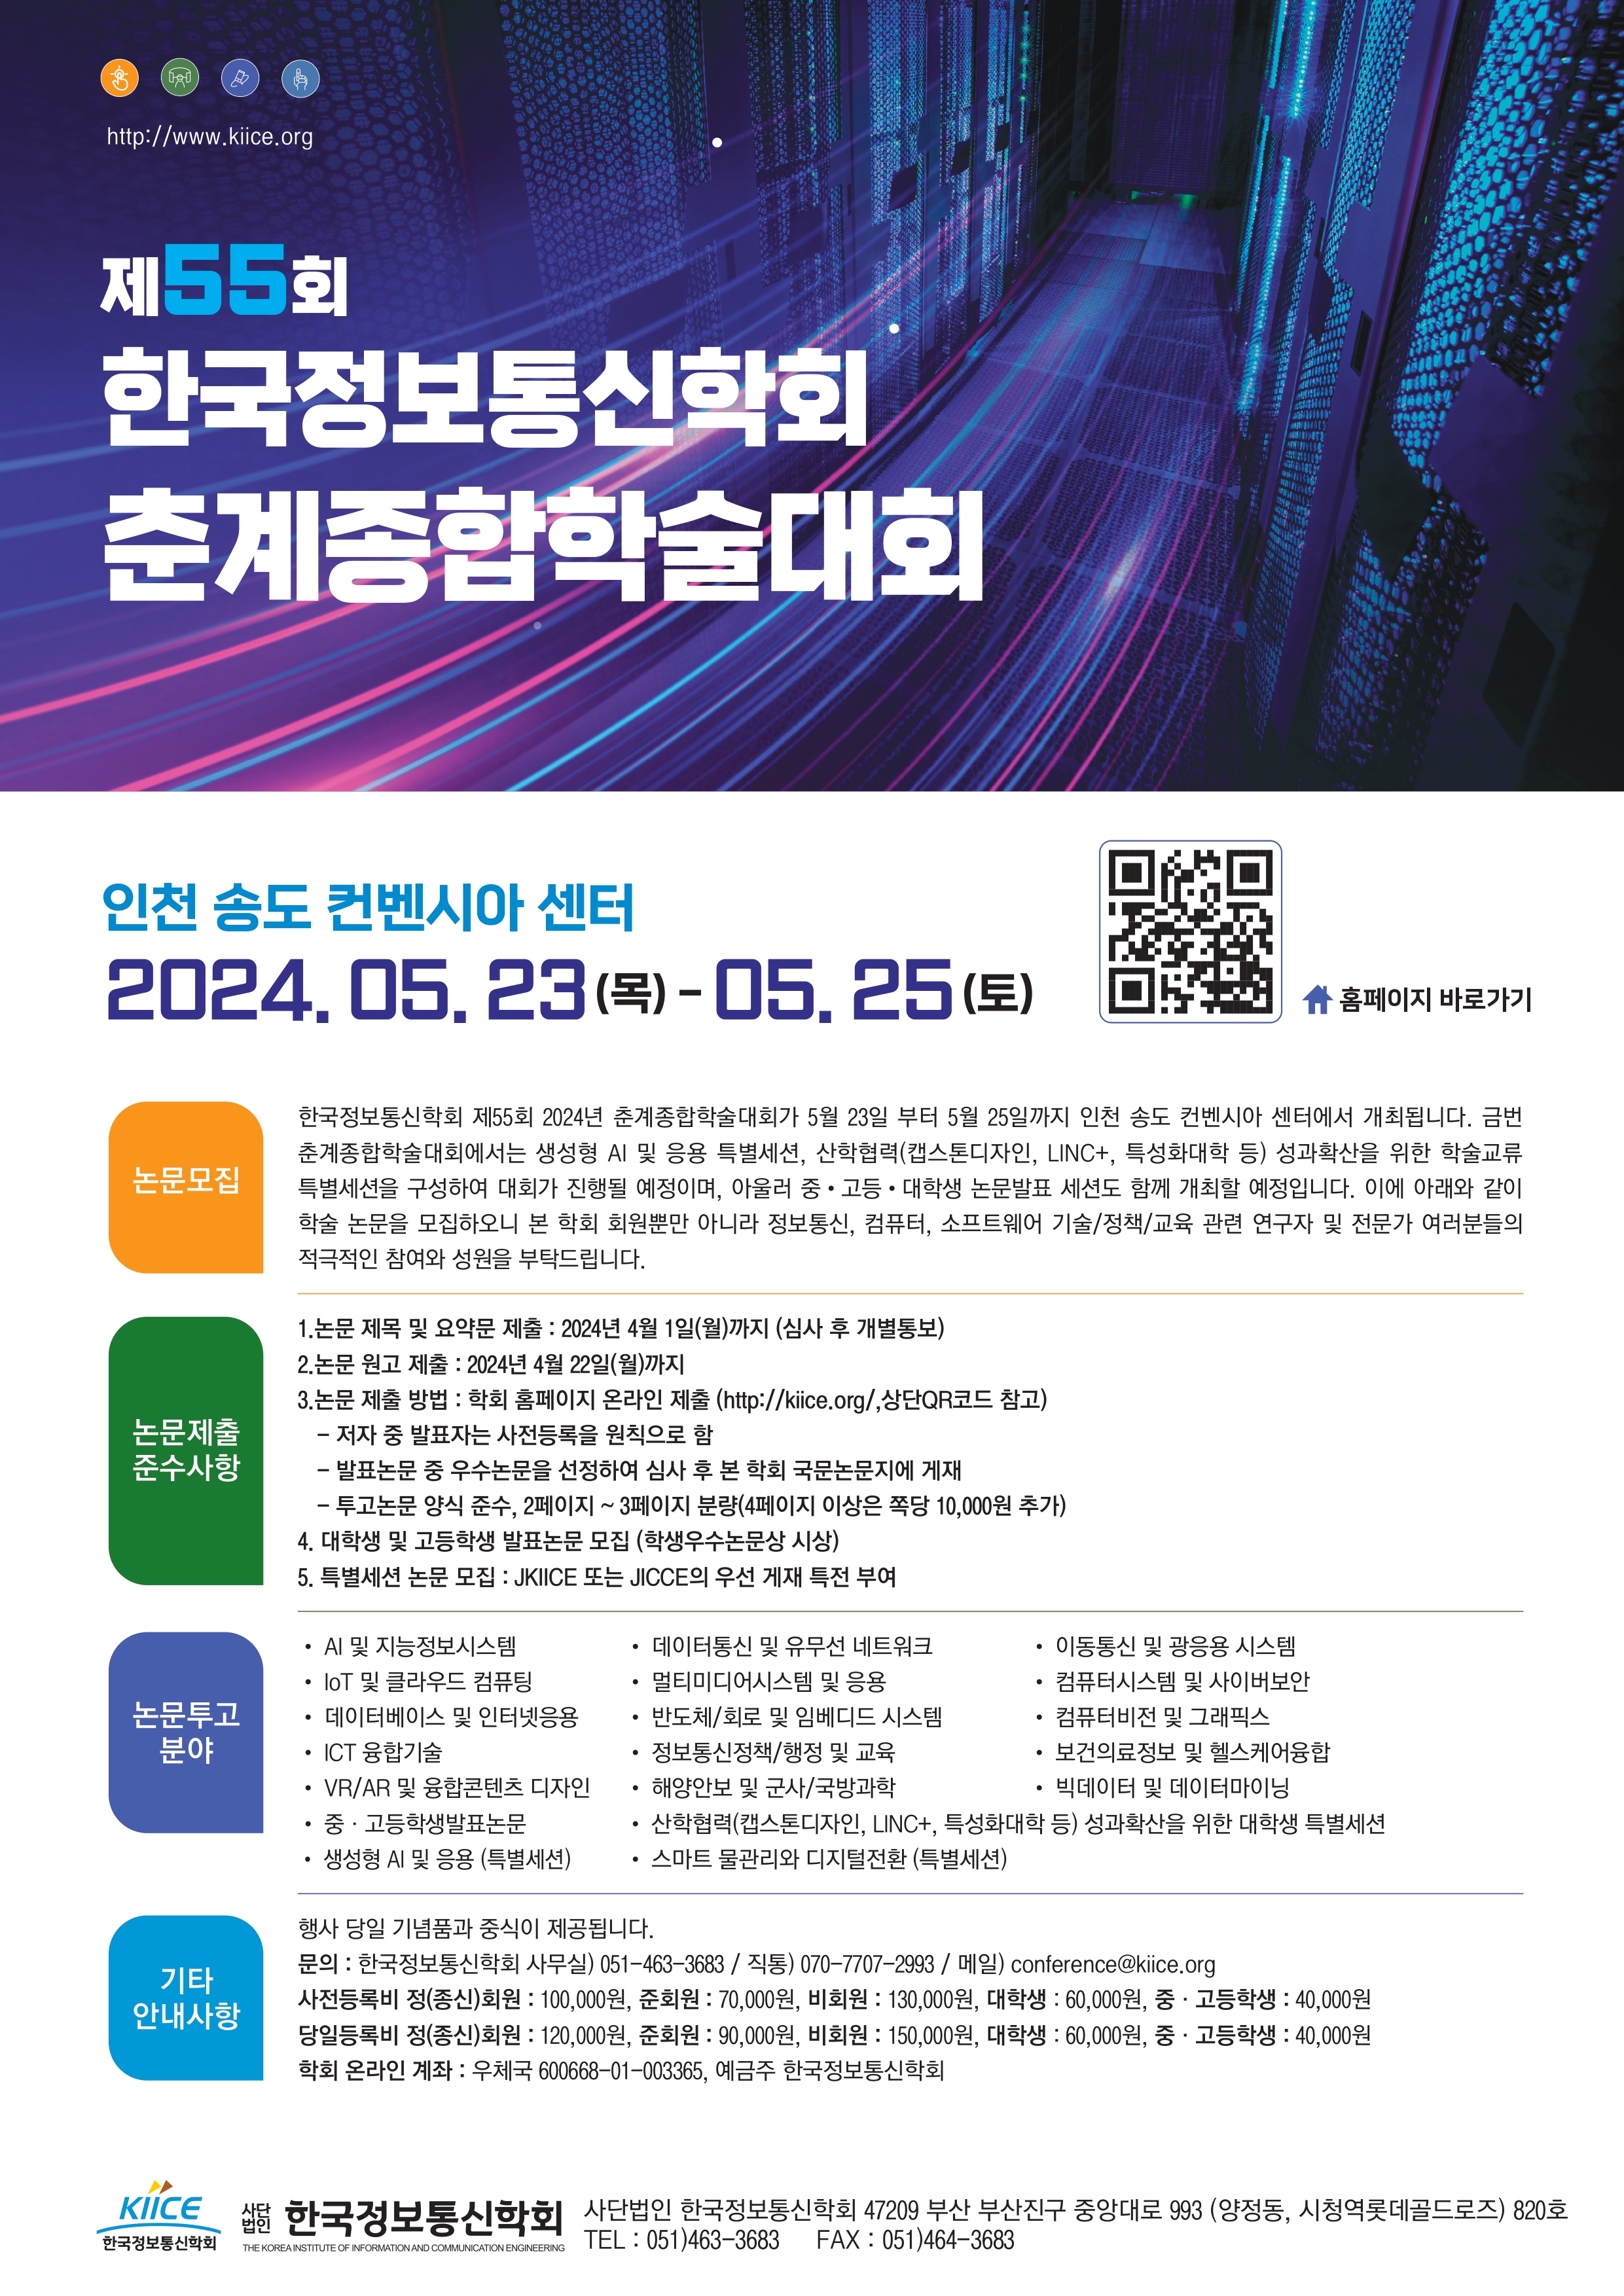 http://www.kiice.org
제55회
한국정보통신학회
춘계종합학술대회
인천 송도 컨벤시아 센터
2024. 05. 23(목) - 05. 25(토)
홈페이지 바로가기
논문모집
한국정보통신학회 제55회 2024년 춘계종합학술대회가 5월 23일 부터 5월 25일까지 인천 송도 컨벤시아 센터에서 개최됩니다. 금번
춘계종합학술대회에서는 생성형 AI 및 응용 특별세션, 산학협력(캡스톤디자인, LINC+, 특성화대학 등) 성과확산을 위한 학술교류
특별세션을 구성하여 대회가 진행될 예정이며, 아울러 중•고등•대학생 논문발표 세션도 함께 개최할 예정입니다. 이에 아래와 같이
학술 논문을 모집하오니 본 학회 회원뿐만 아니라 정보통신, 컴퓨터, 소프트웨어 기술/정책/교육 관련 연구자 및 전문가 여러분들의
적극적인 참여와 성원을 부탁드립니다.
논문제출
준수사항
1.논문 제목 및 요약문 제출 : 2024년 4월 1일(월)까지 (심사 후 개별통보)
2.논문 원고 제출 : 2024년 4월 22일(월)까지
3.논문 제출 방법 : 학회 홈페이지 온라인 제출 (http://kiice.org/,상단QR코드 참고)
- 저자 중 발표자는 사전등록을 원칙으로 함
- 발표논문 중 우수논문을 선정하여 심사 후 본 학회 국문논문지에 게재
- 투고논문 양식 준수, 2페이지 ~ 3페이지 분량(4페이지 이상은 쪽당 10,000원 추가)
4. 대학생 및 고등학생 발표논문 모집 (학생우수논문상 시상)
5. 특별세션 논문 모집 : JKIICE 또는 JICCE의 우선 게재 특전 부여
논문투고
분야
• AI 및 지능정보시스템 • 데이터통신 및 유무선 네트워크 • 이동통신 및 광응용 시스템
• IoT 및 클라우드 컴퓨팅 • 멀티미디어시스템 및 응용 • 컴퓨터시스템 및 사이버보안
• 데이터베이스 및 인터넷응용 • 반도체/회로 및 임베디드 시스템 • 컴퓨터비전 및 그래픽스
• ICT 융합기술 • 정보통신정책/행정 및 교육 • 보건의료정보 및 헬스케어융합
• VR/AR 및 융합콘텐츠 디자인 • 해양안보 및 군사/국방과학 • 빅데이터 및 데이터마이닝
• 중 · 고등학생발표논문 • 산학협력(캡스톤디자인, LINC+, 특성화대학 등) 성과확산을 위한 대학생 특별세션
• 생성형 AI 및 응용 (특별세션) • 스마트 물관리와 디지털전환 (특별세션)
기타
안내사항
행사 당일 기념품과 중식이 제공됩니다.
문의 : 한국정보통신학회 사무실) 051-463-3683 / 직통) 070-7707-2993 / 메일) conference@kiice.org
사전등록비 정(종신)회원 : 100,000원, 준회원 : 70,000원, 비회원 : 130,000원, 대학생 : 60,000원, 중 · 고등학생 : 40,000원
당일등록비 정(종신)회원 : 120,000원, 준회원 : 90,000원, 비회원 : 150,000원, 대학생 : 60,000원, 중 · 고등학생 : 40,000원
학회 온라인 계좌 : 우체국 600668-01-003365, 예금주 한국정보통신학회
KIICE
한국정보통신학회
사단
법인
한국정보통신학회
THE KOREA INSTITUTE OF INFORMATION AND COMMUNICATION ENGINEERING
사단법인 한국정보통신학회 47209 부산 부산진구 중앙대로 993 (양정동, 시청역롯데골드로즈) 820호
TEL : 051)463-3683 FAX : 051)464-3683